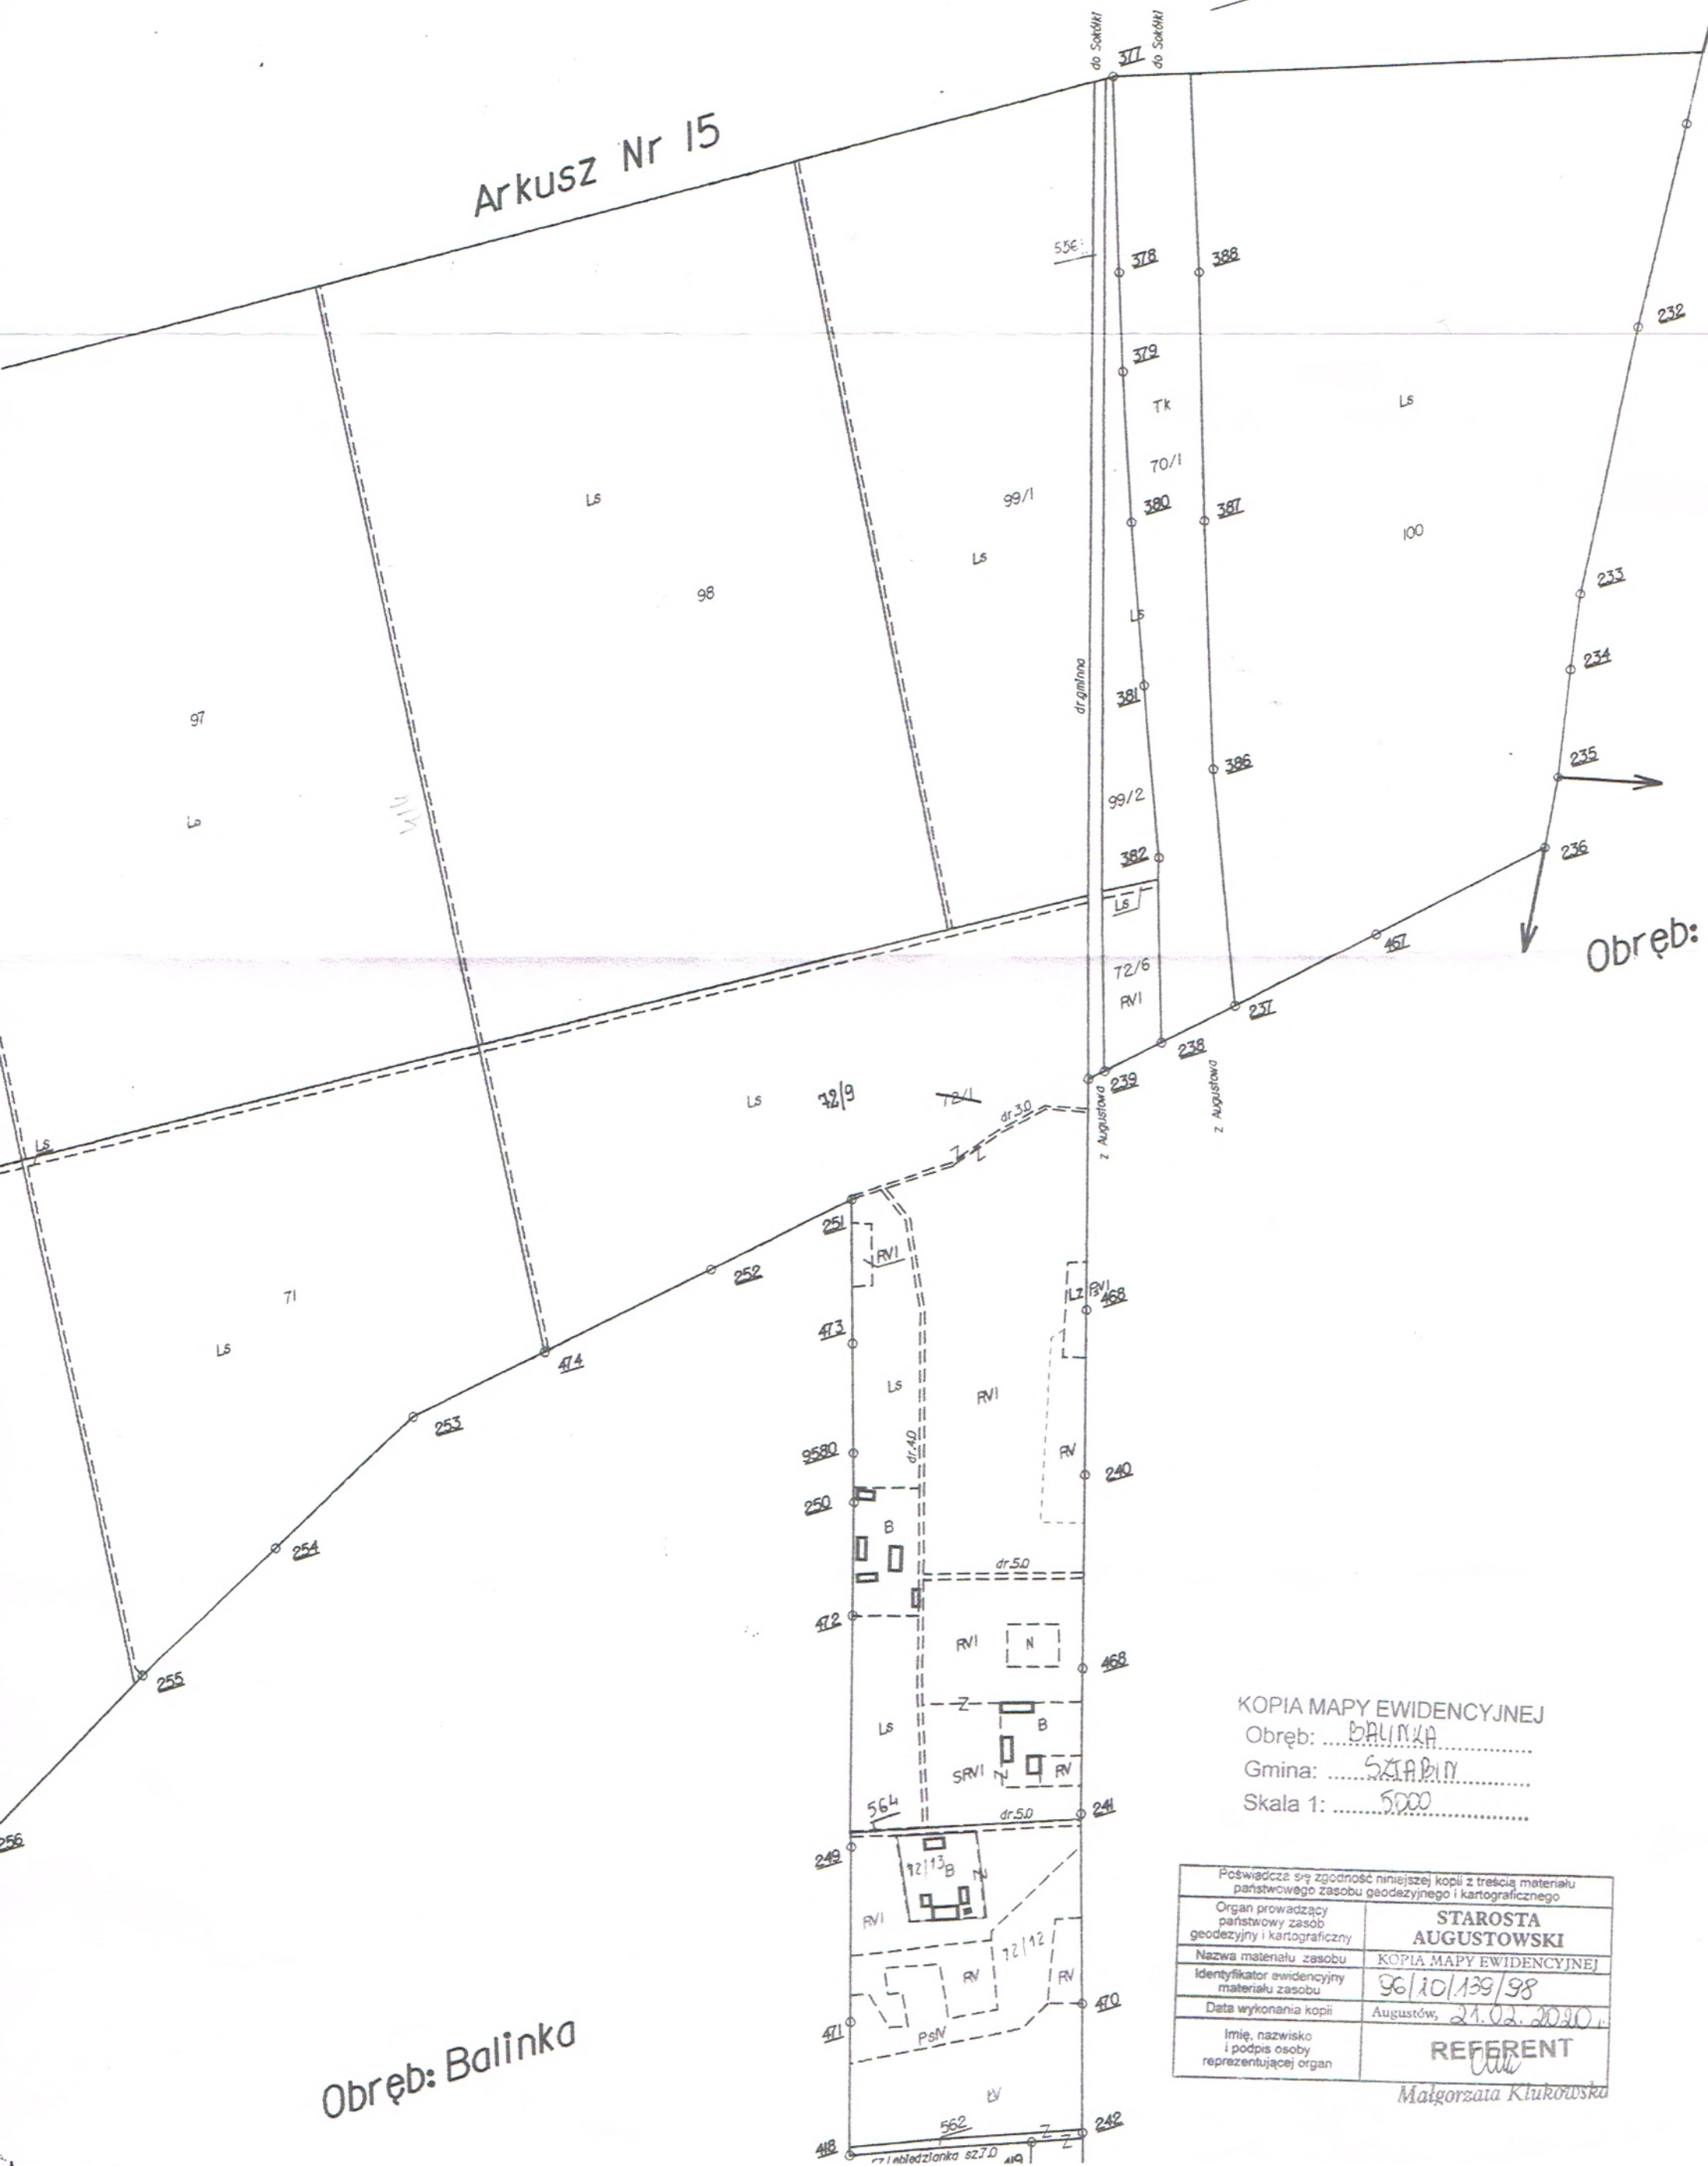 do Sokółki
377
do Sokółki
Arkusz Nr 15
378
388
232
379
Tk
Ls
70/1
Ls
99/1
380
387
100
Ls
98
233
Ls
234
dr.gminna
381
97
235
386
99/2
382
236
Ls
467
Obręb:
72/6
RVI
237
238
239
z Augustowa
z Augustowa
Ls
72/9
72/1
dr.3.0
Ls
251
RVI
252
Lz
RVI
468
71
473
Ls
474
Ls
RVI
253
dr.4.0
RV
9580
240
250
B
254
dr.5.0
472
RVI
N
468
255
Z
Ls
B
SRVI
RV
564
dr.5.0
241
256
249
72/13
B
RVI
72/12
RV
RV
470
471
PsIV
Obręb: Balinka
ŁV
562
Z
Z
242
418
sz.7.0
419
KOPIA MAPY EWIDENCYJNEJ
Obręb: BALINKA
Gmina: SZTABIN
Skala 1: 5000
Poświadcza się zgodność niniejszej kopii z treścią materiału
państwowego zasobu geodezyjnego i kartograficznego
Organ prowadzący
państwowy zasób
geodezyjny i kartograficzny
STAROSTA
AUGUSTOWSKI
Nazwa materiału zasobu
KOPIA MAPY EWIDENCYJNEJ
Identyfikator ewidencyjny
materiału zasobu
96/10/139/98
Data wykonania kopii
Augustów, 21.02.2020 r.
Imię, nazwisko
i podpis osoby
reprezentującej organ
REFERENT
Małgorzata Klukowska